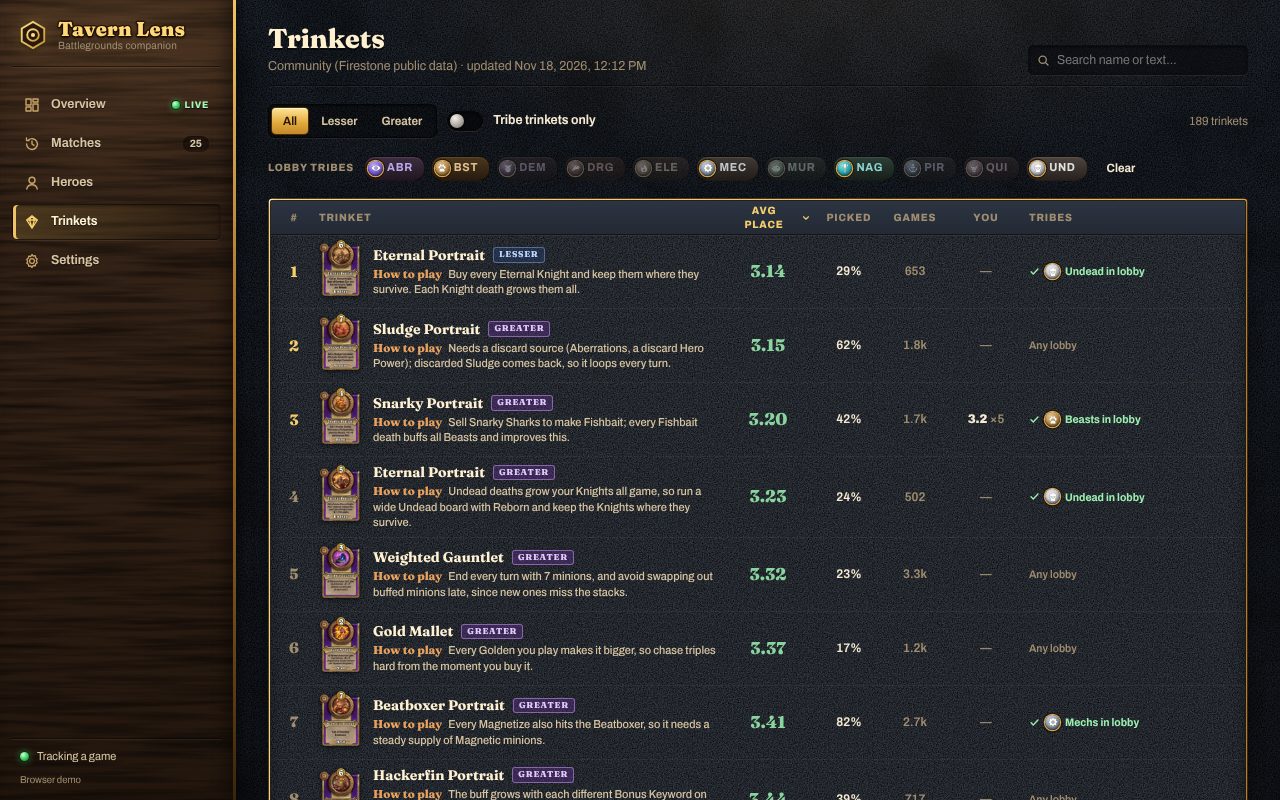 Tavern Lens
Battlegrounds companion
Overview
LIVE
Matches
25
Heroes
Trinkets
Settings
Tracking a game
Browser demo
Trinkets
Community (Firestone public data) · updated Nov 18, 2026, 12:12 PM
Search name or text...
All Lesser Greater
Tribe trinkets only
189 trinkets
LOBBY TRIBES ABR BST DEM DRG ELE MEC MUR NAG PIR QUI UND Clear
# TRINKET AVG PLACE PICKED GAMES YOU TRIBES
1 Eternal Portrait LESSER
How to play Buy every Eternal Knight and keep them where they
survive. Each Knight death grows them all.
3.14 29% 653 — Undead in lobby
2 Sludge Portrait GREATER
How to play Needs a discard source (Aberrations, a discard Hero
Power); discarded Sludge comes back, so it loops every turn.
3.15 62% 1.8k — Any lobby
3 Snarky Portrait GREATER
How to play Sell Snarky Sharks to make Fishbait; every Fishbait
death buffs all Beasts and improves this.
3.20 42% 1.7k 3.2 ×5 Beasts in lobby
4 Eternal Portrait GREATER
How to play Undead deaths grow your Knights all game, so run a
wide Undead board with Reborn and keep the Knights where they
survive.
3.23 24% 502 — Undead in lobby
5 Weighted Gauntlet GREATER
How to play End every turn with 7 minions, and avoid swapping out
buffed minions late, since new ones miss the stacks.
3.32 23% 3.3k — Any lobby
6 Gold Mallet GREATER
How to play Every Golden you play makes it bigger, so chase triples
hard from the moment you buy it.
3.37 17% 1.2k — Any lobby
7 Beatboxer Portrait GREATER
How to play Every Magnetize also hits the Beatboxer, so it needs a
steady supply of Magnetic minions.
3.41 82% 2.7k — Mechs in lobby
8 Hackerfin Portrait GREATER
How to play The buff grows with each different Bonus Keyword on
3.44 39% 717 — Any lobby